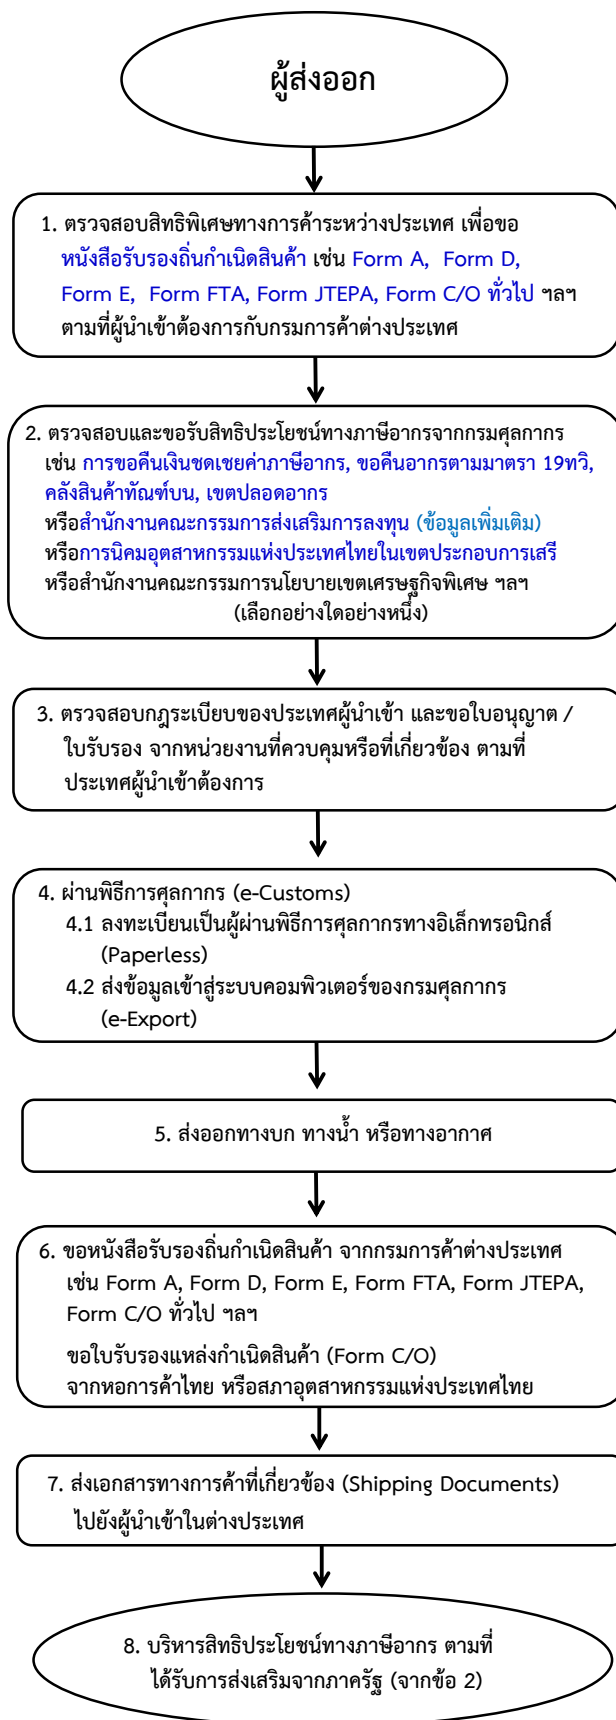 ผู้ส่งออก
1. ตรวจสอบสิทธิพิเศษทางการค้าระหว่างประเทศ เพื่อขอ
หนังสือรับรองถิ่นกำเนิดสินค้า เช่น Form A, Form D,
Form E, Form FTA, Form JTEPA, Form C/O ทั่วไป ฯลฯ
ตามที่ผู้นำเข้าต้องการกับกรมการค้าต่างประเทศ
2. ตรวจสอบและขอรับสิทธิประโยชน์ทางภาษีอากรจากกรมศุลกากร
เช่น การขอคืนเงินชดเชยค่าภาษีอากร, ขอคืนอากรตามมาตรา 19ทวิ,
คลังสินค้าทัณฑ์บน, เขตปลอดอากร
หรือสำนักงานคณะกรรมการส่งเสริมการลงทุน (ข้อมูลเพิ่มเติม)
หรือการนิคมอุตสาหกรรมแห่งประเทศไทยในเขตประกอบการเสรี
หรือสำนักงานคณะกรรมการนโยบายเขตเศรษฐกิจพิเศษ ฯลฯ
(เลือกอย่างใดอย่างหนึ่ง)
3. ตรวจสอบกฎระเบียบของประเทศผู้นำเข้า และขอใบอนุญาต /
ใบรับรอง จากหน่วยงานที่ควบคุมหรือที่เกี่ยวข้อง ตามที่
ประเทศผู้นำเข้าต้องการ
4. ผ่านพิธีการศุลกากร (e-Customs)
4.1 ลงทะเบียนเป็นผู้ผ่านพิธีการศุลกากรทางอิเล็กทรอนิกส์
(Paperless)
4.2 ส่งข้อมูลเข้าสู่ระบบคอมพิวเตอร์ของกรมศุลกากร
(e-Export)
5. ส่งออกทางบก ทางน้ำ หรือทางอากาศ
6. ขอหนังสือรับรองถิ่นกำเนิดสินค้า จากกรมการค้าต่างประเทศ
เช่น Form A, Form D, Form E, Form FTA, Form JTEPA,
Form C/O ทั่วไป ฯลฯ
ขอใบรับรองแหล่งกำเนิดสินค้า (Form C/O)
จากหอการค้าไทย หรือสภาอุตสาหกรรมแห่งประเทศไทย
7. ส่งเอกสารทางการค้าที่เกี่ยวข้อง (Shipping Documents)
ไปยังผู้นำเข้าในต่างประเทศ
8. บริหารสิทธิประโยชน์ทางภาษีอากร ตามที่
ได้รับการส่งเสริมจากภาครัฐ (จากข้อ 2)